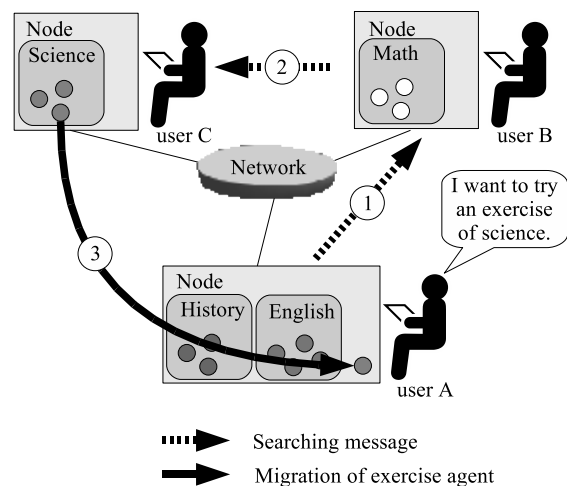 Node
Science
user C
2
Node
Math
user B
Network
1
I want to try
an exercise
of science.
3
Node
History
English
user A
Searching message
Migration of exercise agent